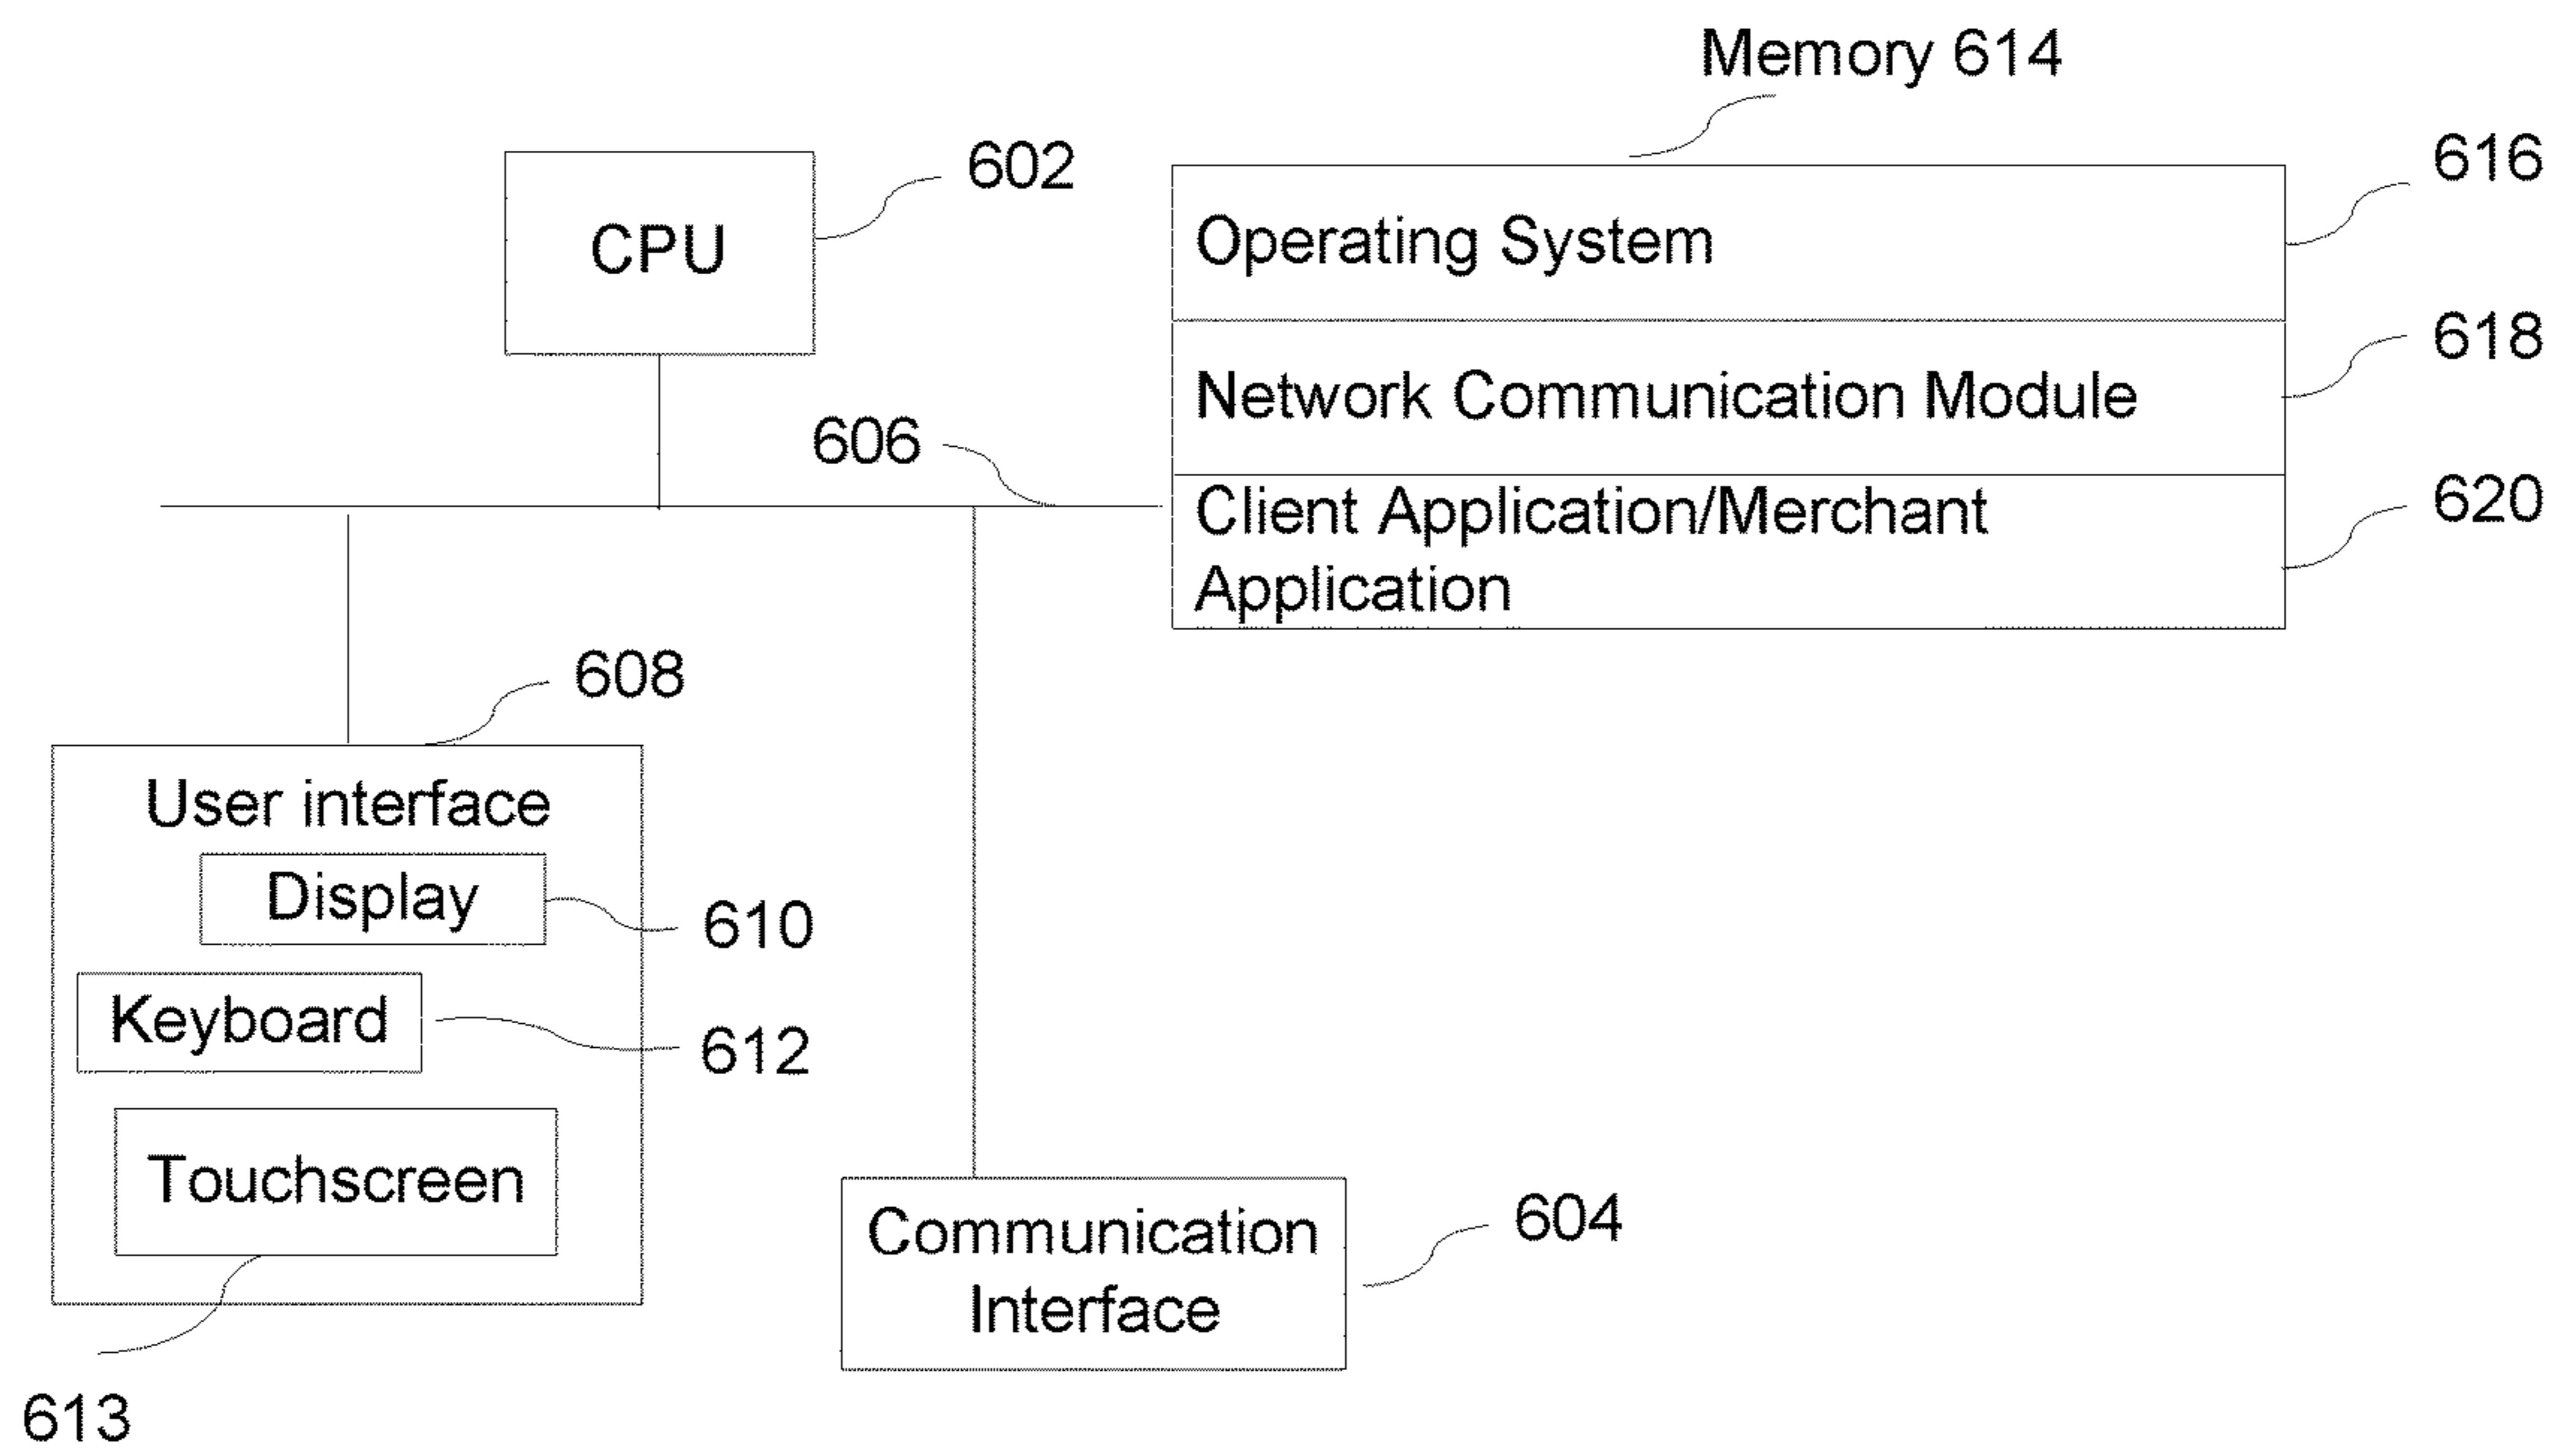 Memory 614
602
616
CPU
Operating System
618
Network Communication Module
606
620
Client Application/Merchant
Application
608
User interface
Display
610
Keyboard
612
Touchscreen
604
Communication
Interface
613